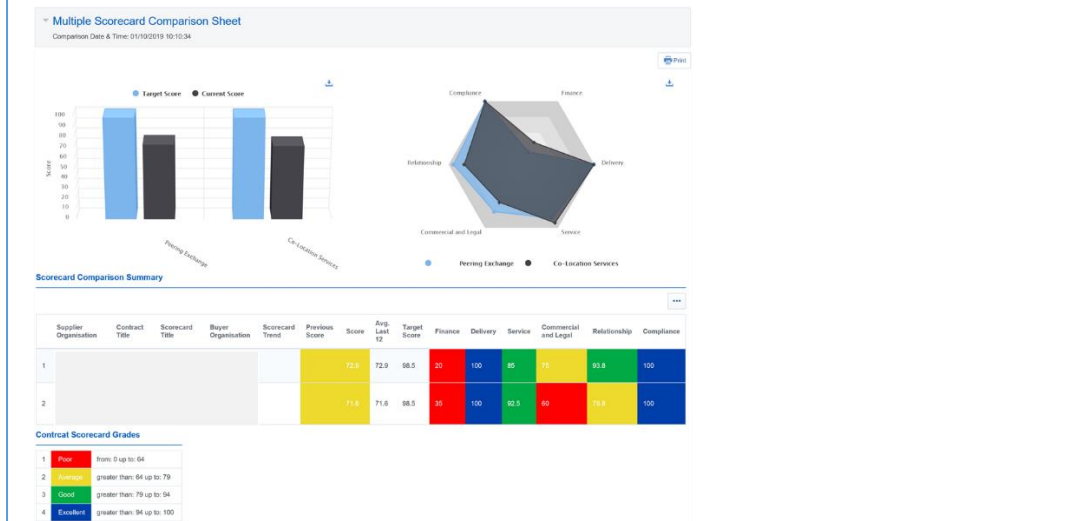 Multiple Scorecard Comparison Sheet
Comparison Date & Time: 01/10/2019 10:10:34
Print
Target Score Current Score
100
90
80
70
60
50
40
30
20
10
0
Score
Peering Exchange
Co-Location Services
Compliance
Finance
Relationship
Delivery
Commercial and Legal
Service
Peering Exchange Co-Location Services
Scorecard Comparison Summary
Supplier Organisation Contract Title Scorecard Title Buyer Organisation Scorecard Trend Previous Score Score Avg. Last 12 Target Score Finance Delivery Service Commercial and Legal Relationship Compliance
1 72.9 72.9 98.5 20 100 85 75 93.8 100
2 71.6 71.6 98.5 35 100 92.5 60 100
Contrcat Scorecard Grades
1 Poor from: 0 up to: 64
2 Average greater than: 64 up to: 79
3 Good greater than: 79 up to: 94
4 Excellent greater than: 94 up to: 100